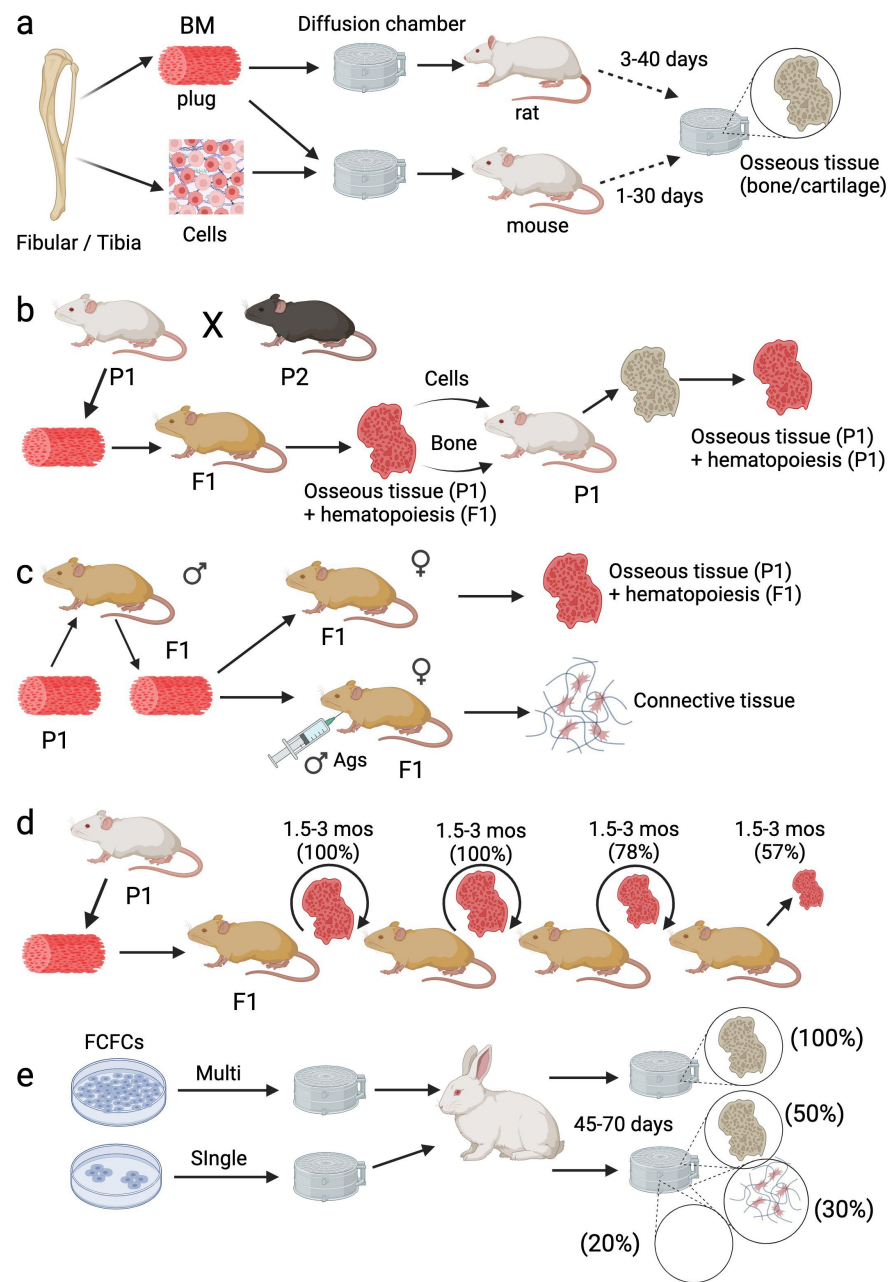 a
BM
plug
Cells
Fibular / Tibia
Diffusion chamber
rat
mouse
3-40 days
1-30 days
Osseous tissue
(bone/cartilage)
b
P1
X
P2
F1
Osseous tissue (P1)
+ hematopoiesis (F1)
Cells
Bone
P1
Osseous tissue (P1)
+ hematopoiesis (P1)
c
♂
F1
P1
♀
F1
Osseous tissue (P1)
+ hematopoiesis (F1)
♀
♂ Ags
F1
Connective tissue
d
P1
F1
1.5-3 mos
(100%)
1.5-3 mos
(100%)
1.5-3 mos
(78%)
1.5-3 mos
(57%)
e
FCFCs
Multi
SIngle
45-70 days
(100%)
(50%)
(30%)
(20%)